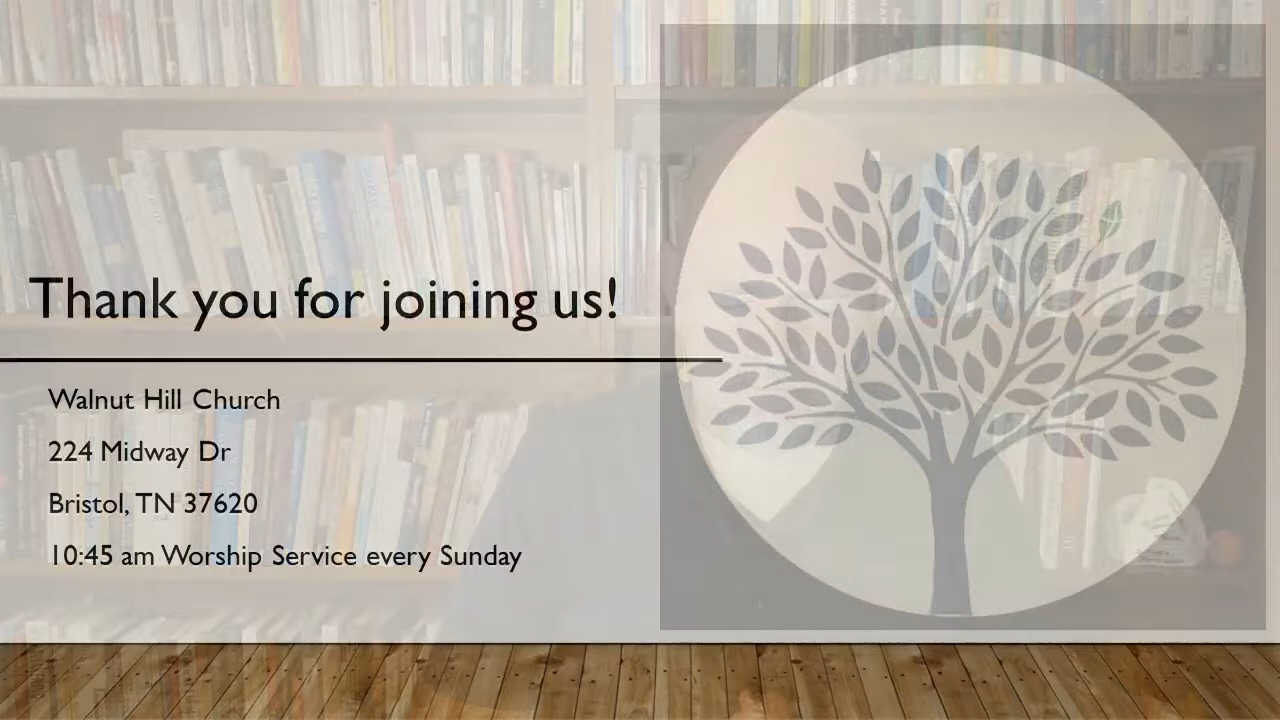 Thank you for joining us!
Walnut Hill Church
224 Midway Dr
Bristol, TN 37620
10:45 am Worship Service every Sunday